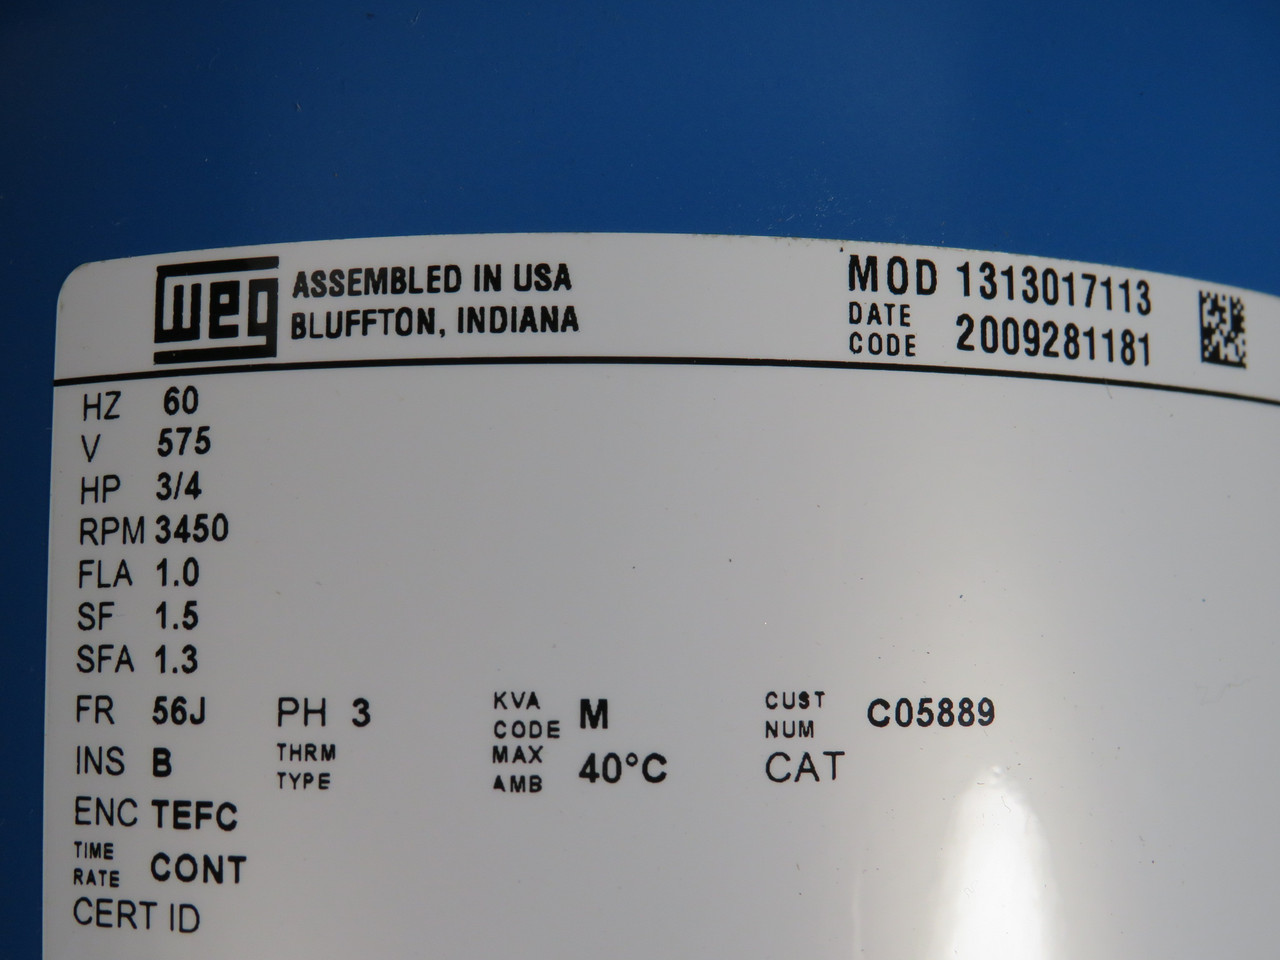 WEG ASSEMBLED IN USA
BLUFFTON, INDIANA
MOD 1313017113
DATE CODE 2009281181
HZ 60
V 575
HP 3/4
RPM 3450
FLA 1.0
SF 1.5
SFA 1.3
FR 56J PH 3 KVA CODE M CUST NUM C05889
INS B THRM TYPE MAX AMB 40°C CAT
ENC TEFC
TIME RATE CONT
CERT ID